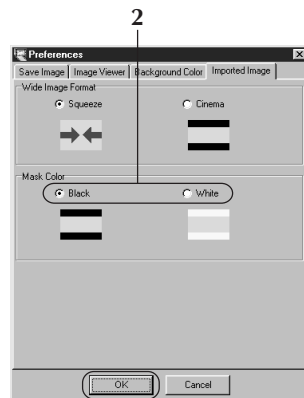 2
Preferences
Save Image Image Viewer Background Color Imported Image
Wide Image Format
Squeeze Cinema
Mask Color
Black White
OK Cancel